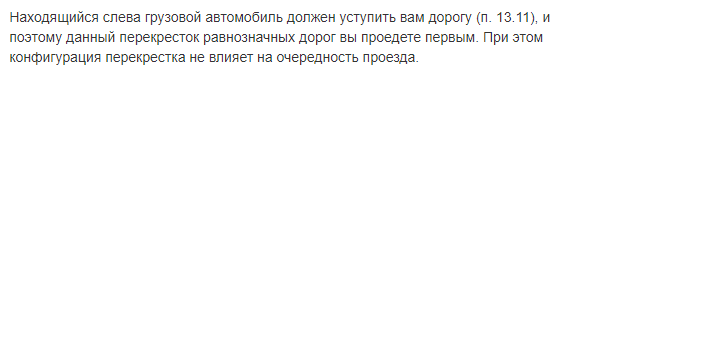 Находящийся слева грузовой автомобиль должен уступить вам дорогу (п. 13.11), и
поэтому данный перекресток равнозначных дорог вы проедете первым. При этом
конфигурация перекрестка не влияет на очередность проезда.